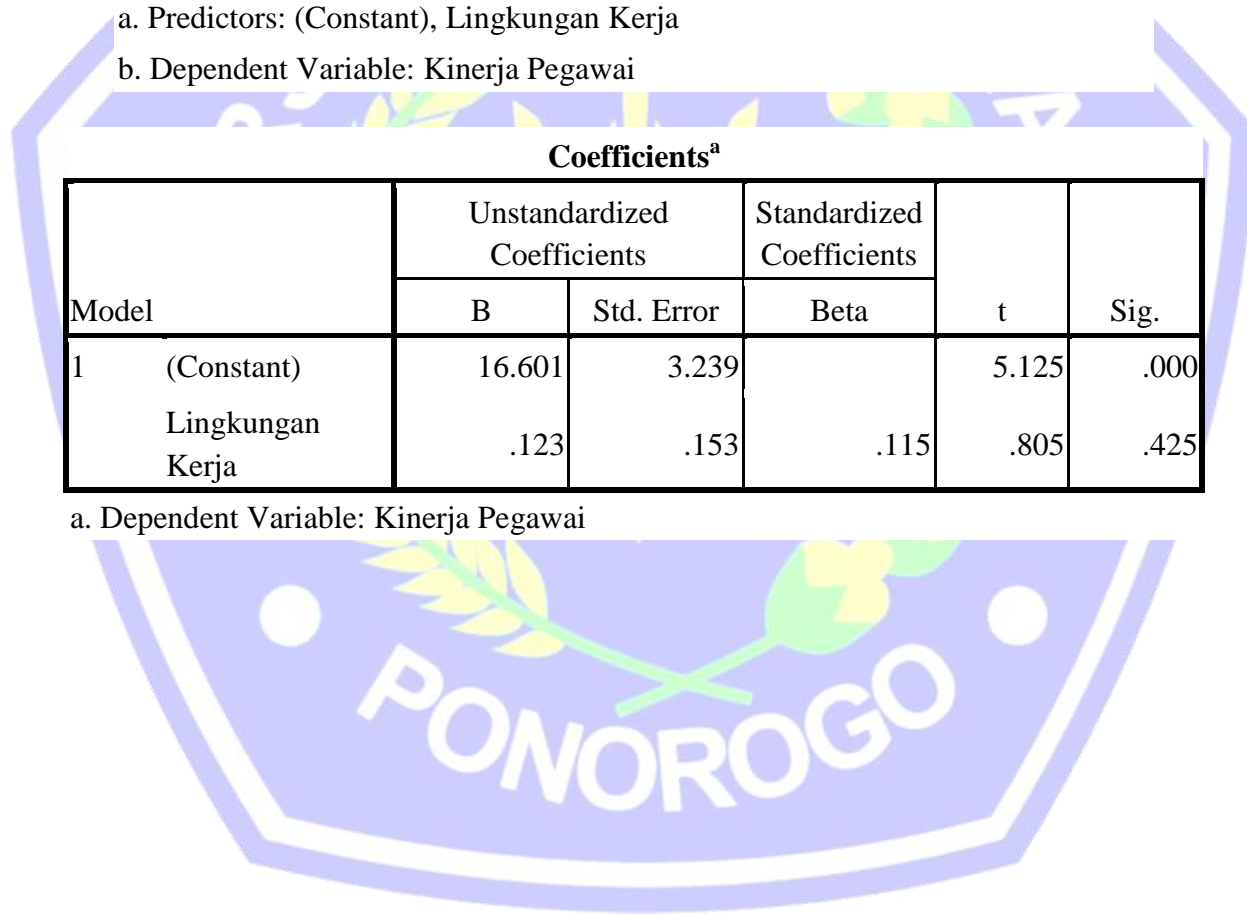 a. Predictors: (Constant), Lingkungan Kerja
b. Dependent Variable: Kinerja Pegawai
Coefficientsa
Unstandardized Coefficients Standardized Coefficients
Model B Std. Error Beta t Sig.
1 (Constant) 16.601 3.239 5.125 .000
Lingkungan Kerja .123 .153 .115 .805 .425
a. Dependent Variable: Kinerja Pegawai
PONOROGO